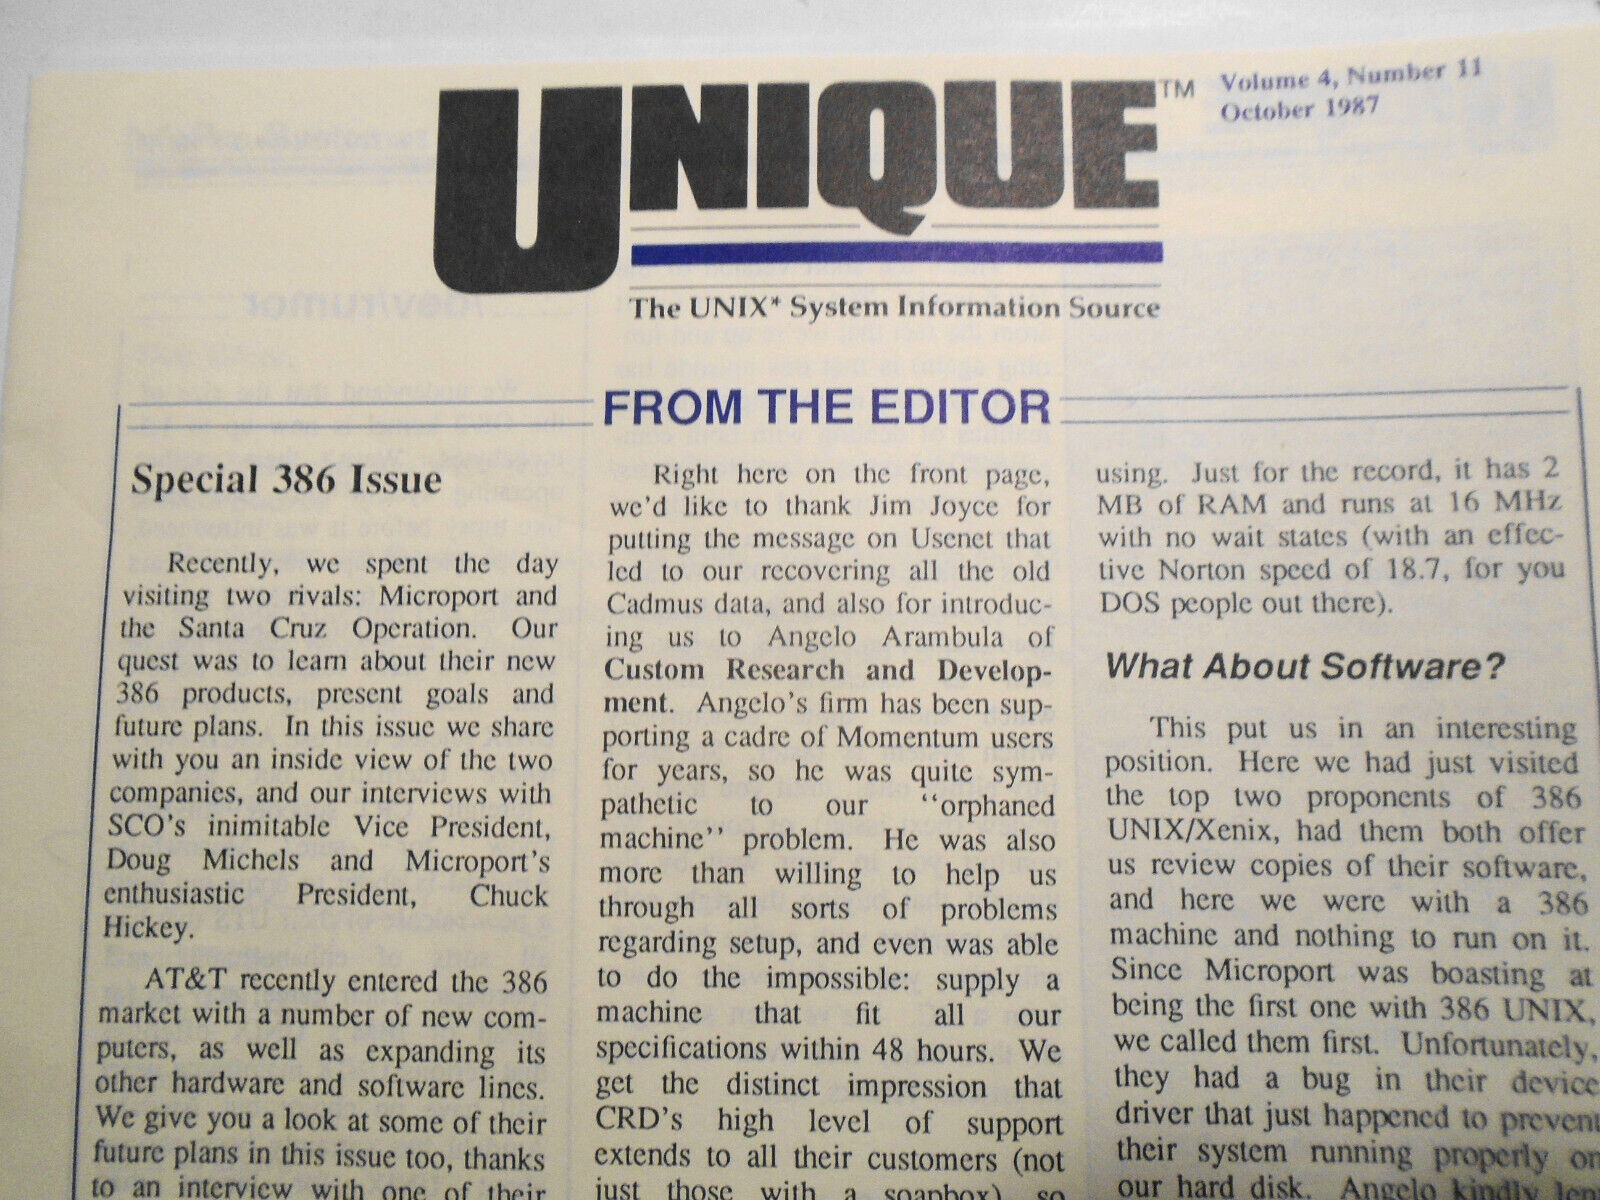 UNIQUE™
Volume 4, Number 11
October 1987
The UNIX* System Information Source
FROM THE EDITOR
Special 386 Issue
Recently, we spent the day
visiting two rivals: Microport and
the Santa Cruz Operation. Our
quest was to learn about their new
386 products, present goals and
future plans. In this issue we share
with you an inside view of the two
companies, and our interviews with
SCO's inimitable Vice President,
Doug Michels and Microport's
enthusiastic President, Chuck
Hickey.
AT&T recently entered the 386
market with a number of new com-
puters, as well as expanding its
other hardware and software lines.
We give you a look at some of their
future plans in this issue too, thanks
to an interview with one of their
Right here on the front page,
we'd like to thank Jim Joyce for
putting the message on Usenet that
led to our recovering all the old
Cadmus data, and also for introduc-
ing us to Angelo Arambula of
Custom Research and Develop-
ment. Angelo's firm has been sup-
porting a cadre of Momentum users
for years, so he was quite sym-
pathetic to our ‘‘orphaned
machine’’ problem. He was also
more than willing to help us
through all sorts of problems
regarding setup, and even was able
to do the impossible: supply a
machine that fit all our
specifications within 48 hours. We
get the distinct impression that
CRD's high level of support
extends to all their customers (not
just those with a soapbox), so
using. Just for the record, it has 2
MB of RAM and runs at 16 MHz
with no wait states (with an effec-
tive Norton speed of 18.7, for you
DOS people out there).
What About Software?
This put us in an interesting
position. Here we had just visited
the top two proponents of 386
UNIX/Xenix, had them both offer
us review copies of their software,
and here we were with a 386
machine and nothing to run on it.
Since Microport was boasting at
being the first one with 386 UNIX,
we called them first. Unfortunately,
they had a bug in their device
driver that just happened to prevent
their system running properly on
our hard disk. Angelo kindly